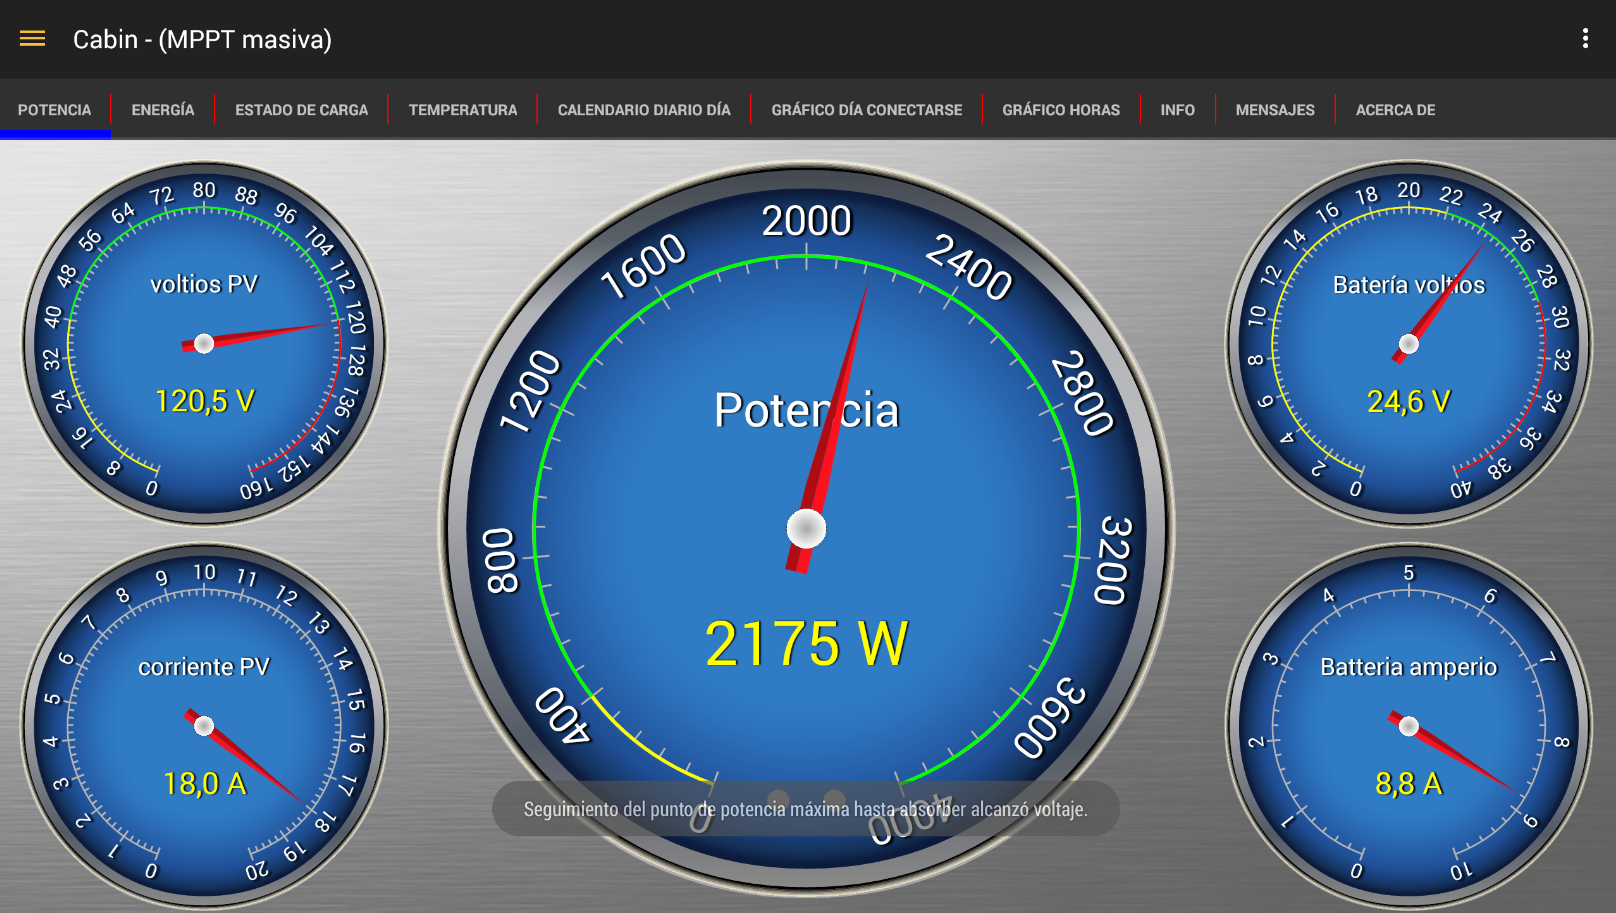 Cabin - (MPPT masiva)
POTENCIA
ENERGÍA
ESTADO DE CARGA
TEMPERATURA
CALENDARIO DIARIO DÍA
GRÁFICO DÍA CONECTARSE
GRÁFICO HORAS
INFO
MENSAJES
ACERCA DE
0 8 16 24 32 40 48 56 64 72 80 88 96 104 112 120 128 136 144 152 160
voltios PV
120,5 V
0 1 2 3 4 5 6 7 8 9 10 11 12 13 14 15 16 17 18 19 20
corriente PV
18,0 A
0 400 800 1200 1600 2000 2400 2800 3200 3600 4000
Potencia
2175 W
Seguimiento del punto de potencia máxima hasta absorber alcanzó voltaje.
0 2 4 6 8 10 12 14 16 18 20 22 24 26 28 30 32 34 36 38 40
Batería voltios
24,6 V
0 1 2 3 4 5 6 7 8 9 10
Batteria amperio
8,8 A